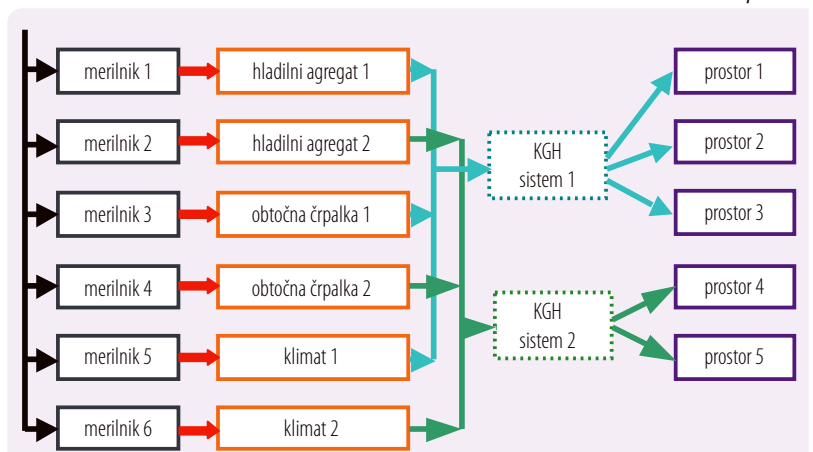 merilnik 1
hladilni agregat 1
prostor 1
merilnik 2
hladilni agregat 2
KGH
sistem 1
prostor 2
merilnik 3
obtočna črpalka 1
prostor 3
merilnik 4
obtočna črpalka 2
prostor 4
KGH
sistem 2
merilnik 5
klimat 1
prostor 5
merilnik 6
klimat 2